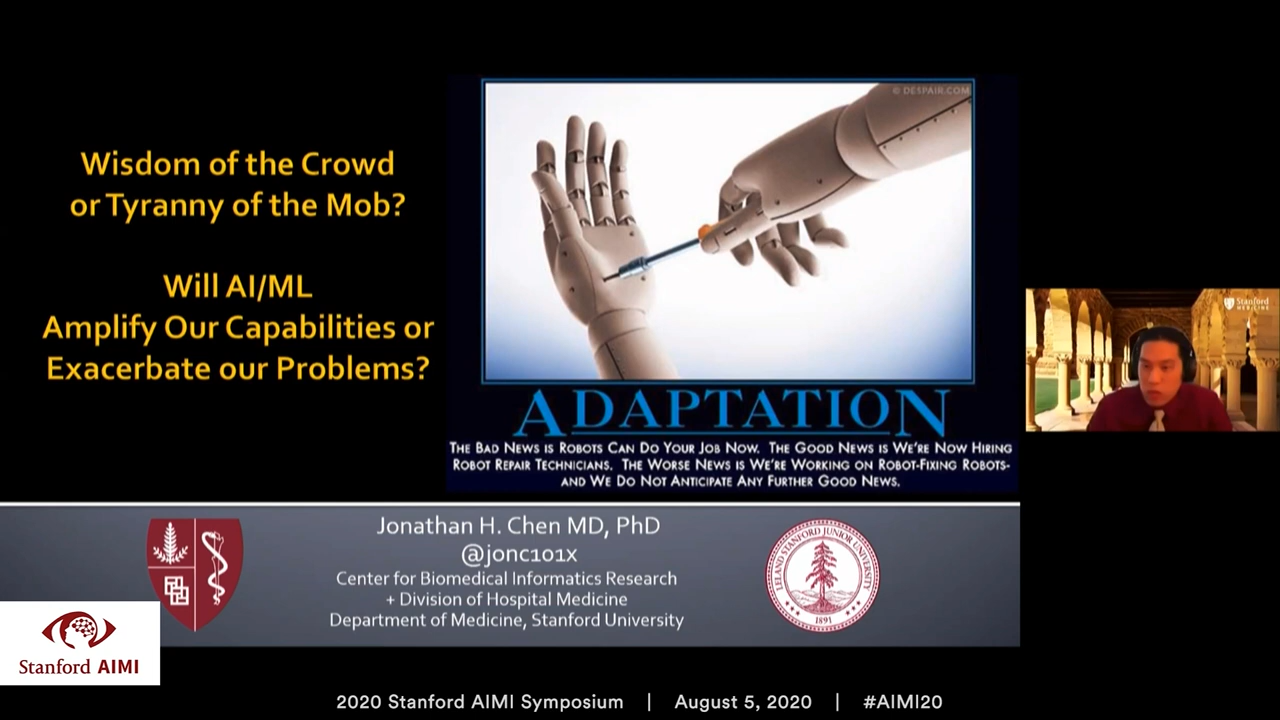 Wisdom of the Crowd
or Tyranny of the Mob?
Will AI/ML
Amplify Our Capabilities or
Exacerbate our Problems?
© DESPAIR.COM
ADAPTATION
THE BAD NEWS IS ROBOTS CAN DO YOUR JOB NOW. THE GOOD NEWS IS WE'RE NOW HIRING
ROBOT REPAIR TECHNICIANS. THE WORSE NEWS IS WE'RE WORKING ON ROBOT-FIXING ROBOTS-
AND WE DO NOT ANTICIPATE ANY FURTHER GOOD NEWS.
Stanford
MEDICINE
Jonathan H. Chen MD, PhD
@jonc101x
Center for Biomedical Informatics Research
+ Division of Hospital Medicine
Department of Medicine, Stanford University
LELAND STANFORD JUNIOR UNIVERSITY
1891
Stanford AIMI
2020 Stanford AIMI Symposium | August 5, 2020 | #AIMI20